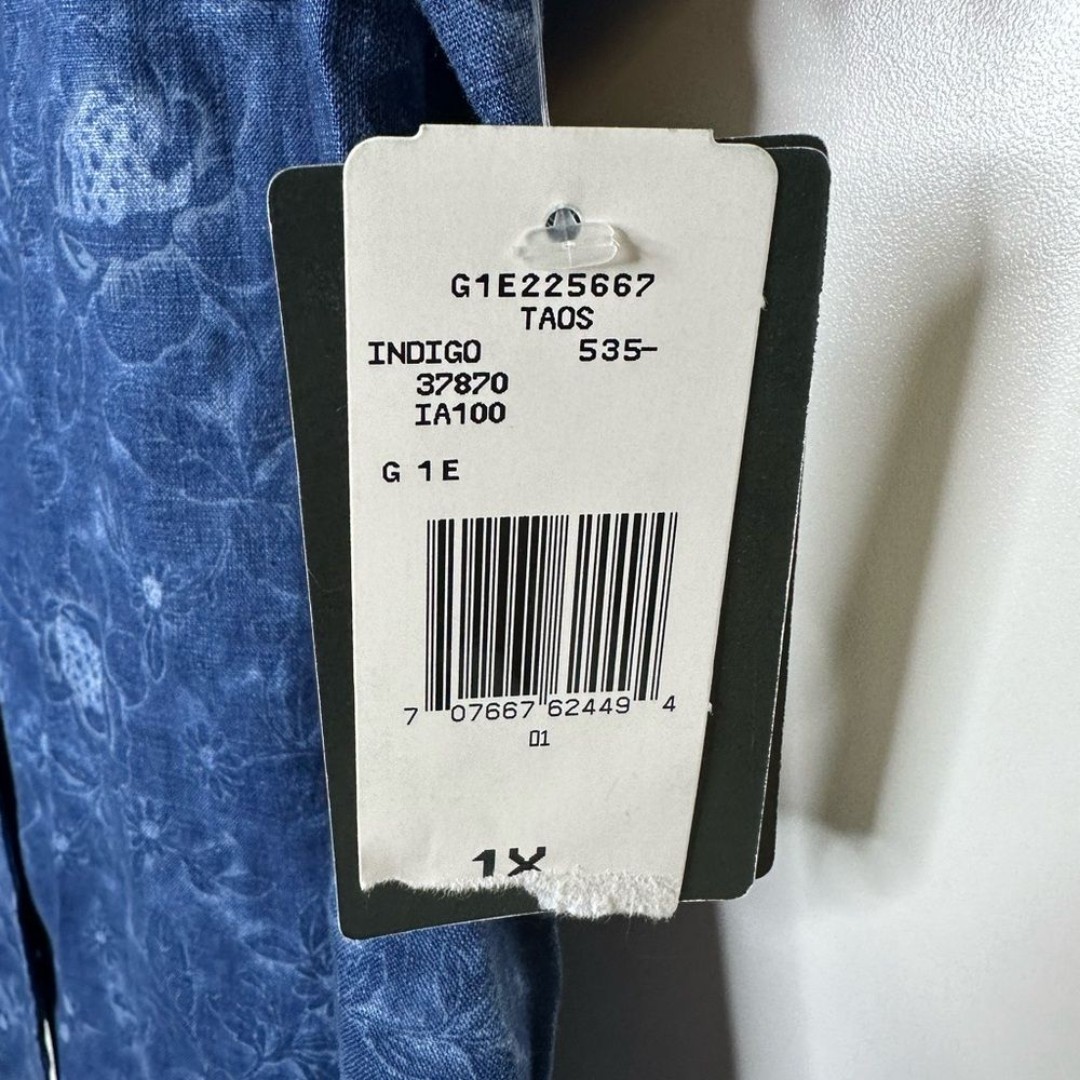 G1E225667
TAOS
INDIGO 535-
37870
IA100
G 1E
7 07667 62449 4
01
1X